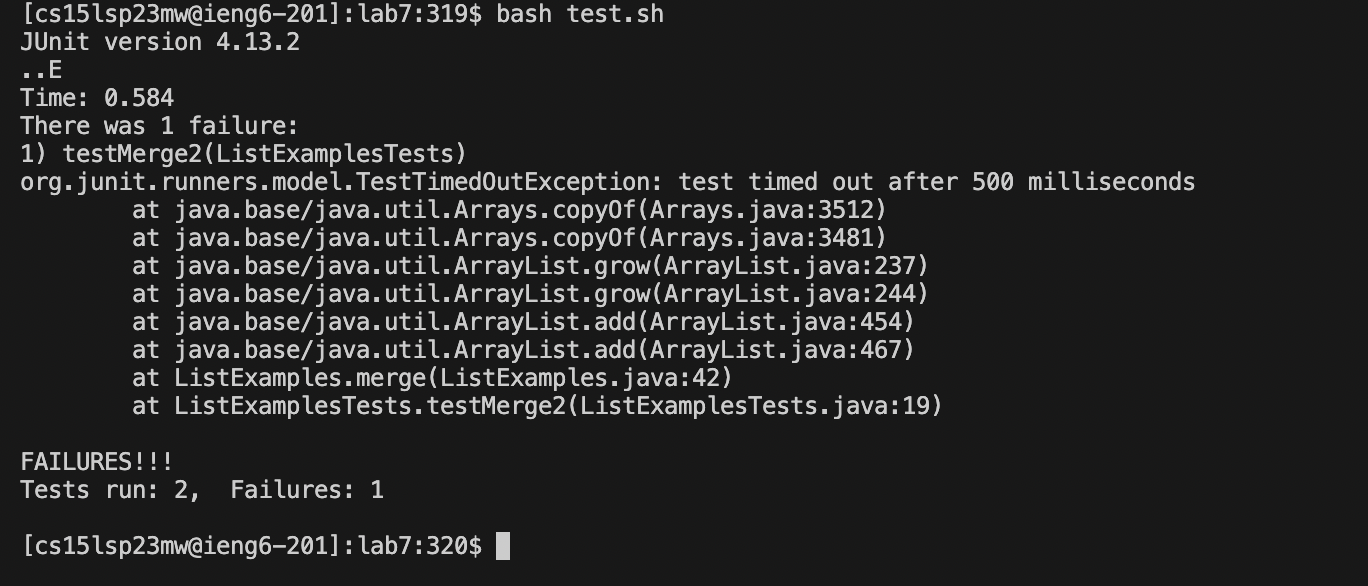 [cs15lsp23mw@ieng6-201]:lab7:319$ bash test.sh
JUnit version 4.13.2
..E
Time: 0.584
There was 1 failure:
1) testMerge2(ListExamplesTests)
org.junit.runners.model.TestTimedOutException: test timed out after 500 milliseconds
        at java.base/java.util.Arrays.copyOf(Arrays.java:3512)
        at java.base/java.util.Arrays.copyOf(Arrays.java:3481)
        at java.base/java.util.ArrayList.grow(ArrayList.java:237)
        at java.base/java.util.ArrayList.grow(ArrayList.java:244)
        at java.base/java.util.ArrayList.add(ArrayList.java:454)
        at java.base/java.util.ArrayList.add(ArrayList.java:467)
        at ListExamples.merge(ListExamples.java:42)
        at ListExamplesTests.testMerge2(ListExamplesTests.java:19)
FAILURES!!!
Tests run: 2,  Failures: 1
[cs15lsp23mw@ieng6-201]:lab7:320$